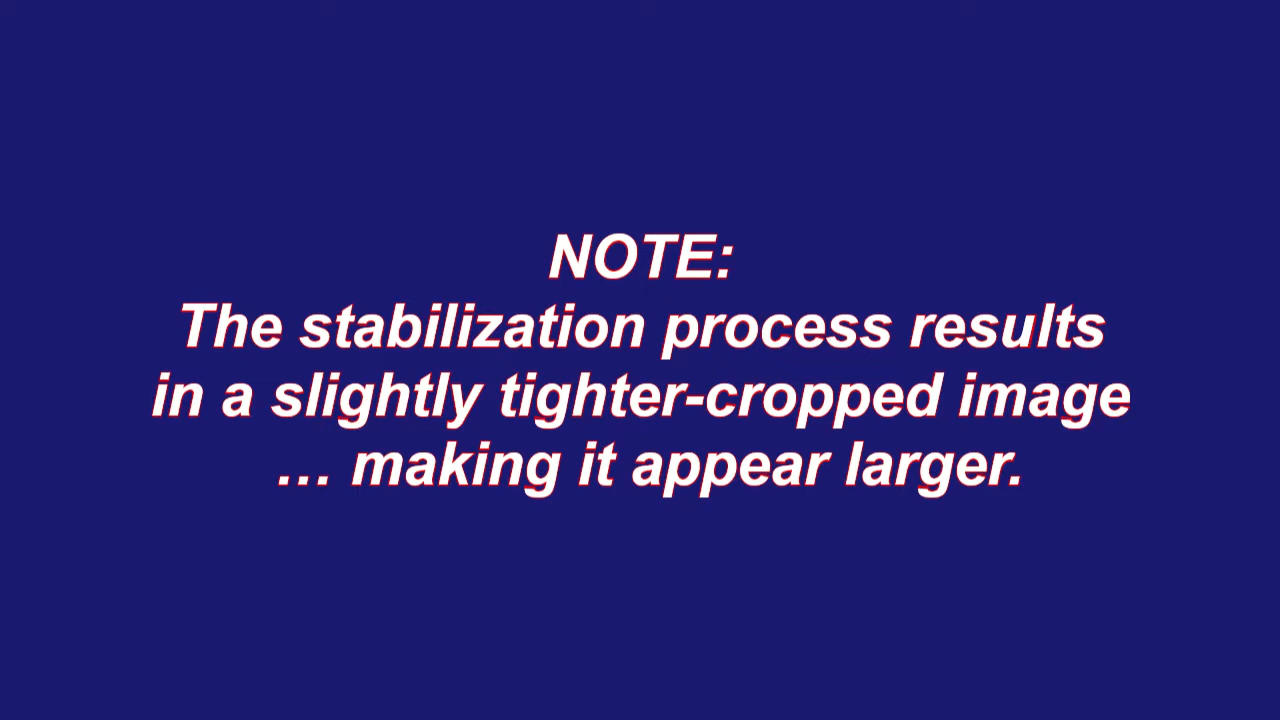 NOTE:
The stabilization process results
in a slightly tighter-cropped image
... making it appear larger.